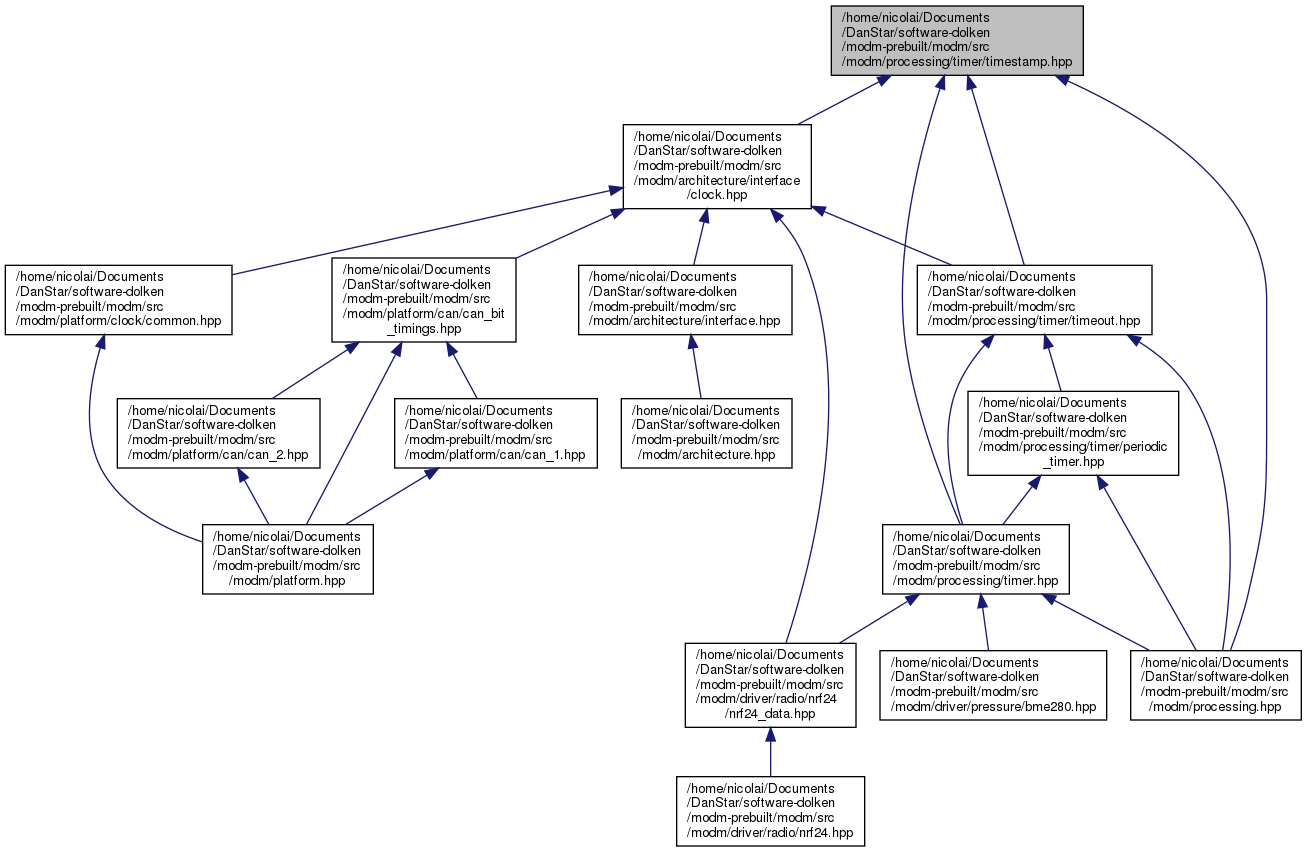 /home/nicolai/Documents
/DanStar/software-dolken
/modm-prebuilt/modm/src
/modm/processing/timer/timestamp.hpp
/home/nicolai/Documents
/DanStar/software-dolken
/modm-prebuilt/modm/src
/modm/architecture/interface
/clock.hpp
/home/nicolai/Documents
/DanStar/software-dolken
/modm-prebuilt/modm/src
/modm/platform/clock/common.hpp
/home/nicolai/Documents
/DanStar/software-dolken
/modm-prebuilt/modm/src
/modm/platform/can/can_bit
_timings.hpp
/home/nicolai/Documents
/DanStar/software-dolken
/modm-prebuilt/modm/src
/modm/architecture/interface.hpp
/home/nicolai/Documents
/DanStar/software-dolken
/modm-prebuilt/modm/src
/modm/processing/timer/timeout.hpp
/home/nicolai/Documents
/DanStar/software-dolken
/modm-prebuilt/modm/src
/modm/platform/can/can_2.hpp
/home/nicolai/Documents
/DanStar/software-dolken
/modm-prebuilt/modm/src
/modm/platform/can/can_1.hpp
/home/nicolai/Documents
/DanStar/software-dolken
/modm-prebuilt/modm/src
/modm/architecture.hpp
/home/nicolai/Documents
/DanStar/software-dolken
/modm-prebuilt/modm/src
/modm/processing/timer/periodic
_timer.hpp
/home/nicolai/Documents
/DanStar/software-dolken
/modm-prebuilt/modm/src
/modm/platform.hpp
/home/nicolai/Documents
/DanStar/software-dolken
/modm-prebuilt/modm/src
/modm/processing/timer.hpp
/home/nicolai/Documents
/DanStar/software-dolken
/modm-prebuilt/modm/src
/modm/driver/radio/nrf24
/nrf24_data.hpp
/home/nicolai/Documents
/DanStar/software-dolken
/modm-prebuilt/modm/src
/modm/driver/pressure/bme280.hpp
/home/nicolai/Documents
/DanStar/software-dolken
/modm-prebuilt/modm/src
/modm/processing.hpp
/home/nicolai/Documents
/DanStar/software-dolken
/modm-prebuilt/modm/src
/modm/driver/radio/nrf24.hpp